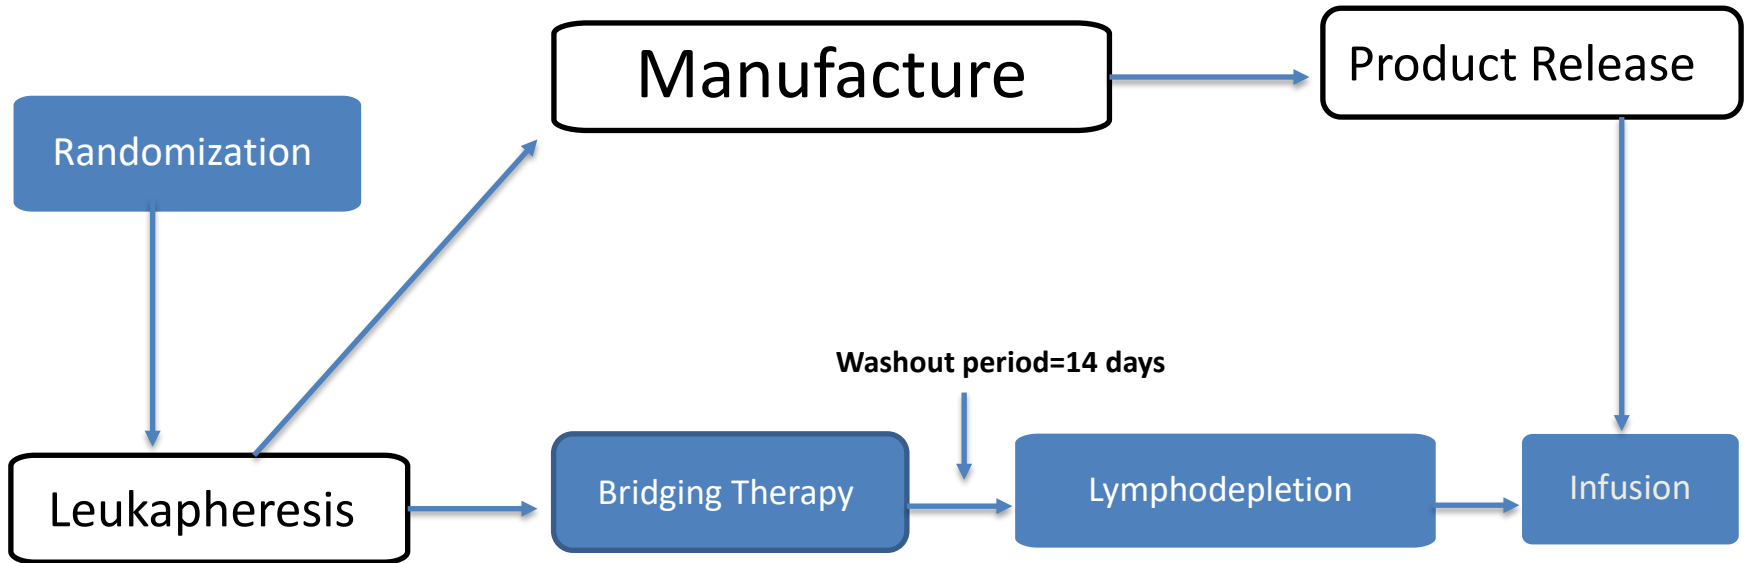 Manufacture
Product Release
Randomization
Washout period=14 days
Leukapheresis
Bridging Therapy
Lymphodepletion
Infusion